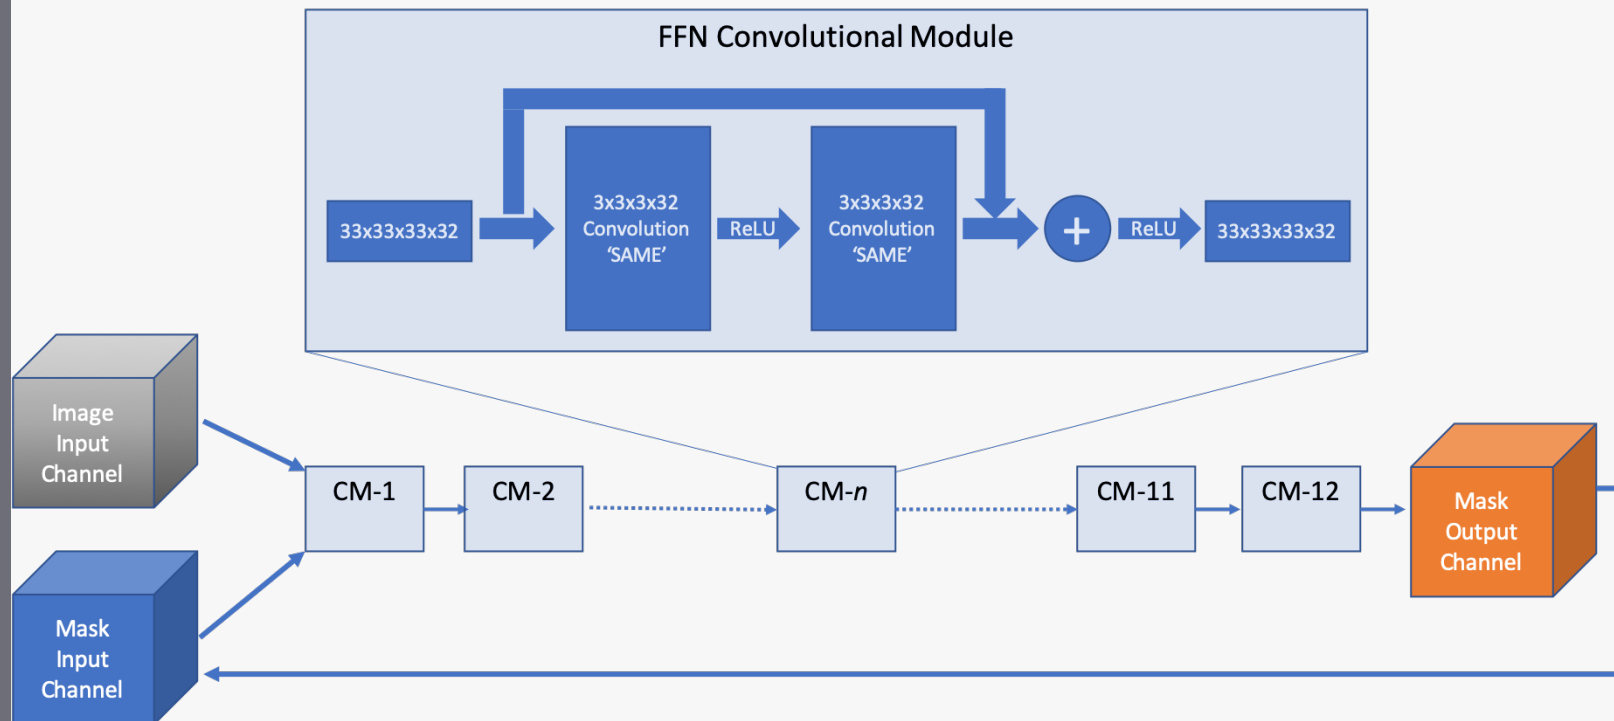 FFN Convolutional Module
33x33x33x32
3x3x3x32
Convolution
‘SAME’
ReLU
3x3x3x32
Convolution
‘SAME’
+
ReLU
33x33x33x32
Image
Input
Channel
CM-1
CM-2
CM-n
CM-11
CM-12
Mask
Output
Channel
Mask
Input
Channel